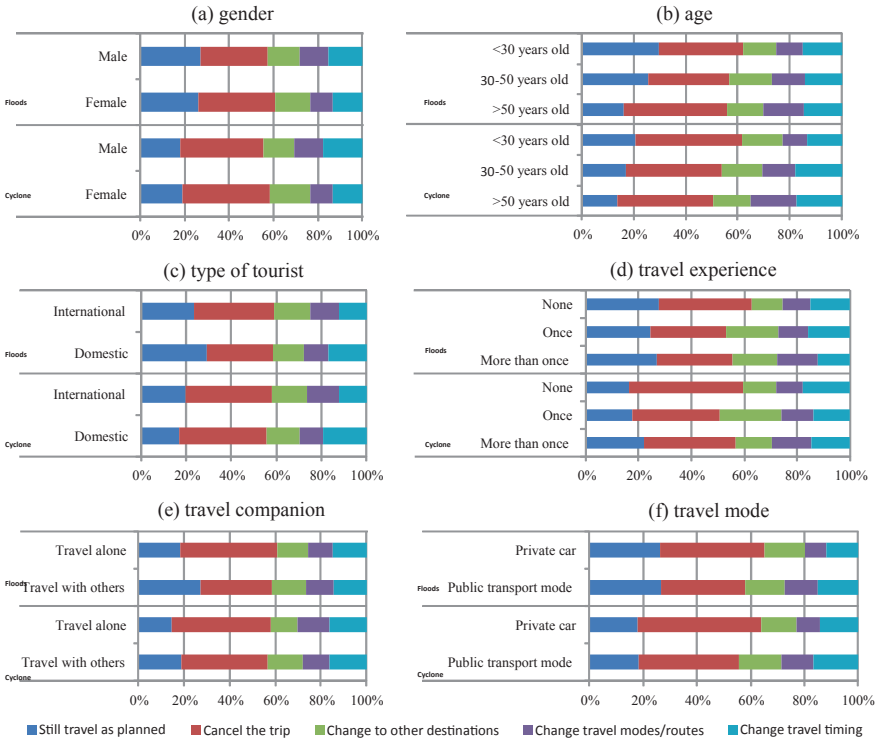 (a) gender
Floods
Male
Female
Cyclone
Male
Female
0% 20% 40% 60% 80% 100%
(b) age
Floods
<30 years old
30-50 years old
>50 years old
Cyclone
<30 years old
30-50 years old
>50 years old
0% 20% 40% 60% 80% 100%
(c) type of tourist
Floods
International
Domestic
Cyclone
International
Domestic
0% 20% 40% 60% 80% 100%
(d) travel experience
Floods
None
Once
More than once
Cyclone
None
Once
More than once
0% 20% 40% 60% 80% 100%
(e) travel companion
Floods
Travel alone
Travel with others
Cyclone
Travel alone
Travel with others
0% 20% 40% 60% 80% 100%
(f) travel mode
Floods
Private car
Public transport mode
Cyclone
Private car
Public transport mode
0% 20% 40% 60% 80% 100%
Still travel as planned Cancel the trip Change to other destinations Change travel modes/routes Change travel timing